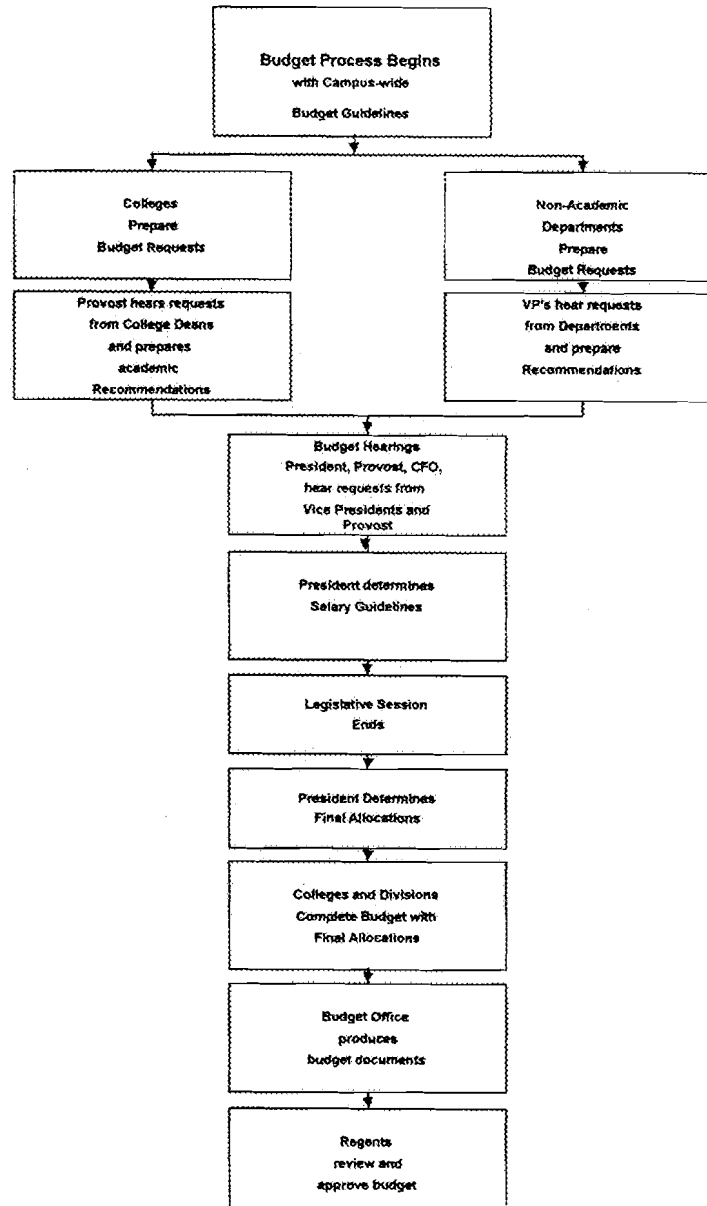 Budget Process Begins
with Campus-wide
Budget Guidelines
Colleges
Prepare
Budget Requests
Non-Academic
Departments
Prepare
Budget Requests
Provost hears requests
from College Deans
and prepares
academic
Recommendations
VP's hear requests
from Departments
and prepare
Recommendations
Budget Hearings
President, Provost, CFO,
hear requests from
Vice Presidents and
Provost
President determines
Salary Guidelines
Legislative Session
Ends
President Determines
Final Allocations
Colleges and Divisions
Complete Budget with
Final Allocations
Budget Office
produces
budget documents
Regents
review and
approve budget